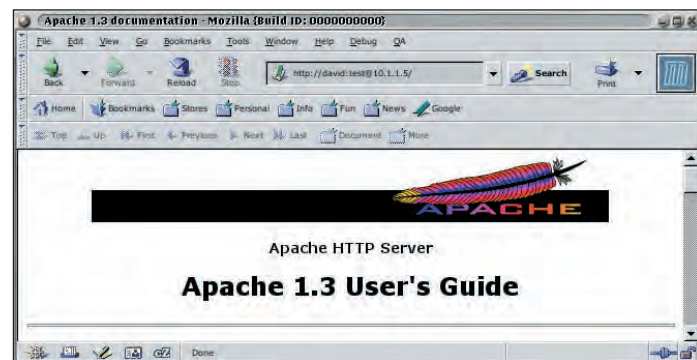 Apache 1.3 documentation - Mozilla {Build ID: 0000000000}
File Edit View Go Bookmarks Tools Window Help Debug QA
Back Forward Reload Stop http://david:test@10.1.1.5/ Search Print
Home Bookmarks Stores Personal Info Fun News Google
Top Up First Previous Next Last Document More
APACHE
Apache HTTP Server
Apache 1.3 User's Guide
Done